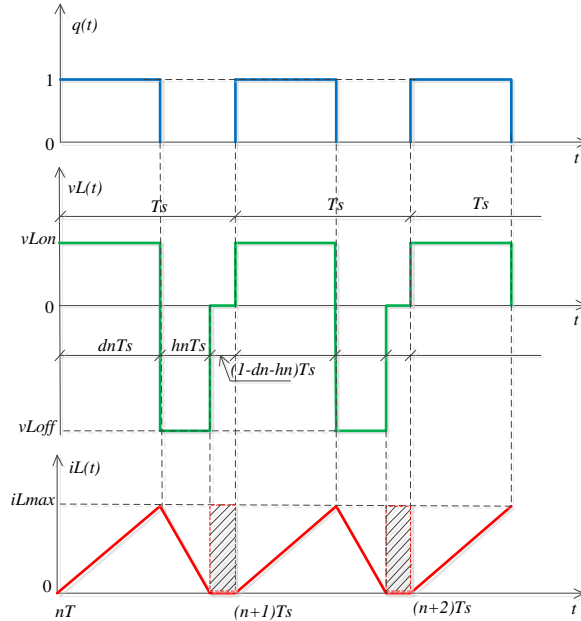 q(t)
1
0
t
vL(t)
Ts
Ts
Ts
vLon
0
t
dnTs
hnTs
(1-dn-hn)Ts
vLoff
iL(t)
iLmax
0
nT
(n+1)Ts
(n+2)Ts
t